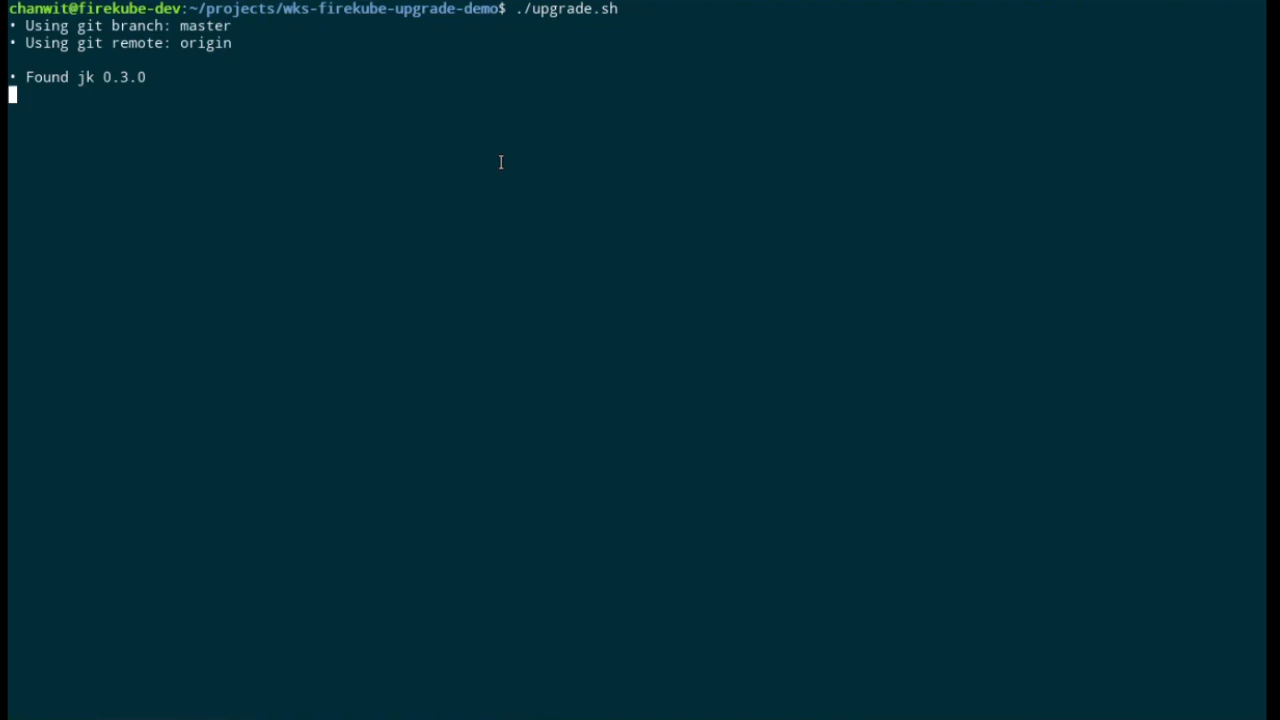 chanwit@firekube-dev:~/projects/wks-firekube-upgrade-demo$ ./upgrade.sh
• Using git branch: master
• Using git remote: origin
• Found jk 0.3.0